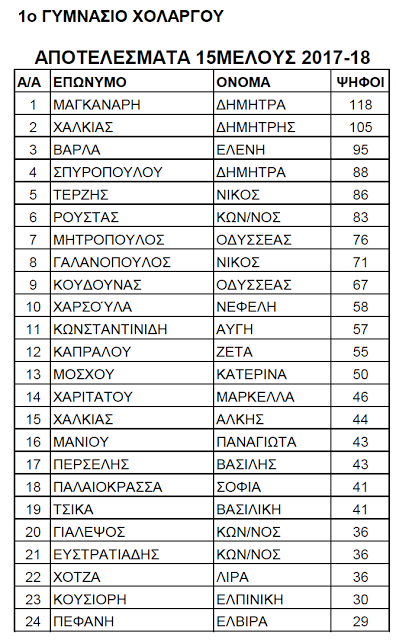 1ο ΓΥΜΝΑΣΙΟ ΧΟΛΑΡΓΟΥ
ΑΠΟΤΕΛΕΣΜΑΤΑ 15ΜΕΛΟΥΣ 2017-18
Α/Α ΕΠΩΝΥΜΟ ΟΝΟΜΑ ΨΗΦΟΙ
1 ΜΑΓΚΑΝΑΡΗ ΔΗΜΗΤΡΑ 118
2 ΧΑΛΚΙΑΣ ΔΗΜΗΤΡΗΣ 105
3 ΒΑΡΛΑ ΕΛΕΝΗ 95
4 ΣΠΥΡΟΠΟΥΛΟΥ ΔΗΜΗΤΡΑ 88
5 ΤΕΡΖΗΣ ΝΙΚΟΣ 86
6 ΡΟΥΣΤΑΣ ΚΩΝ/ΝΟΣ 83
7 ΜΗΤΡΟΠΟΥΛΟΣ ΟΔΥΣΣΕΑΣ 76
8 ΓΑΛΑΝΟΠΟΥΛΟΣ ΝΙΚΟΣ 71
9 ΚΟΥΔΟΥΝΑΣ ΟΔΥΣΣΕΑΣ 67
10 ΧΑΡΣΟΎΛΑ ΝΕΦΕΛΗ 58
11 ΚΩΝΣΤΑΝΤΙΝΙΔΗ ΑΥΓΗ 57
12 ΚΑΠΡΑΛΟΥ ΖΕΤΑ 55
13 ΜΟΣΧΟΥ ΚΑΤΕΡΙΝΑ 50
14 ΧΑΡΙΤΑΤΟΥ ΜΑΡΚΕΛΛΑ 46
15 ΧΑΛΚΙΑΣ ΑΛΚΗΣ 44
16 ΜΑΝΙΟΥ ΠΑΝΑΓΙΩΤΑ 43
17 ΠΕΡΣΕΛΗΣ ΒΑΣΙΛΗΣ 43
18 ΠΑΛΑΙΟΚΡΑΣΣΑ ΣΟΦΙΑ 41
19 ΤΣΙΚΑ ΒΑΣΙΛΙΚΗ 41
20 ΓΙΑΛΕΨΟΣ ΚΩΝ/ΝΟΣ 36
21 ΕΥΣΤΡΑΤΙΑΔΗΣ ΚΩΝ/ΝΟΣ 36
22 ΧΟΤΖΑ ΛΙΡΑ 36
23 ΚΟΥΣΙΟΡΗ ΕΛΠΙΝΙΚΗ 30
24 ΠΕΦΑΝΗ ΕΛΒΙΡΑ 29